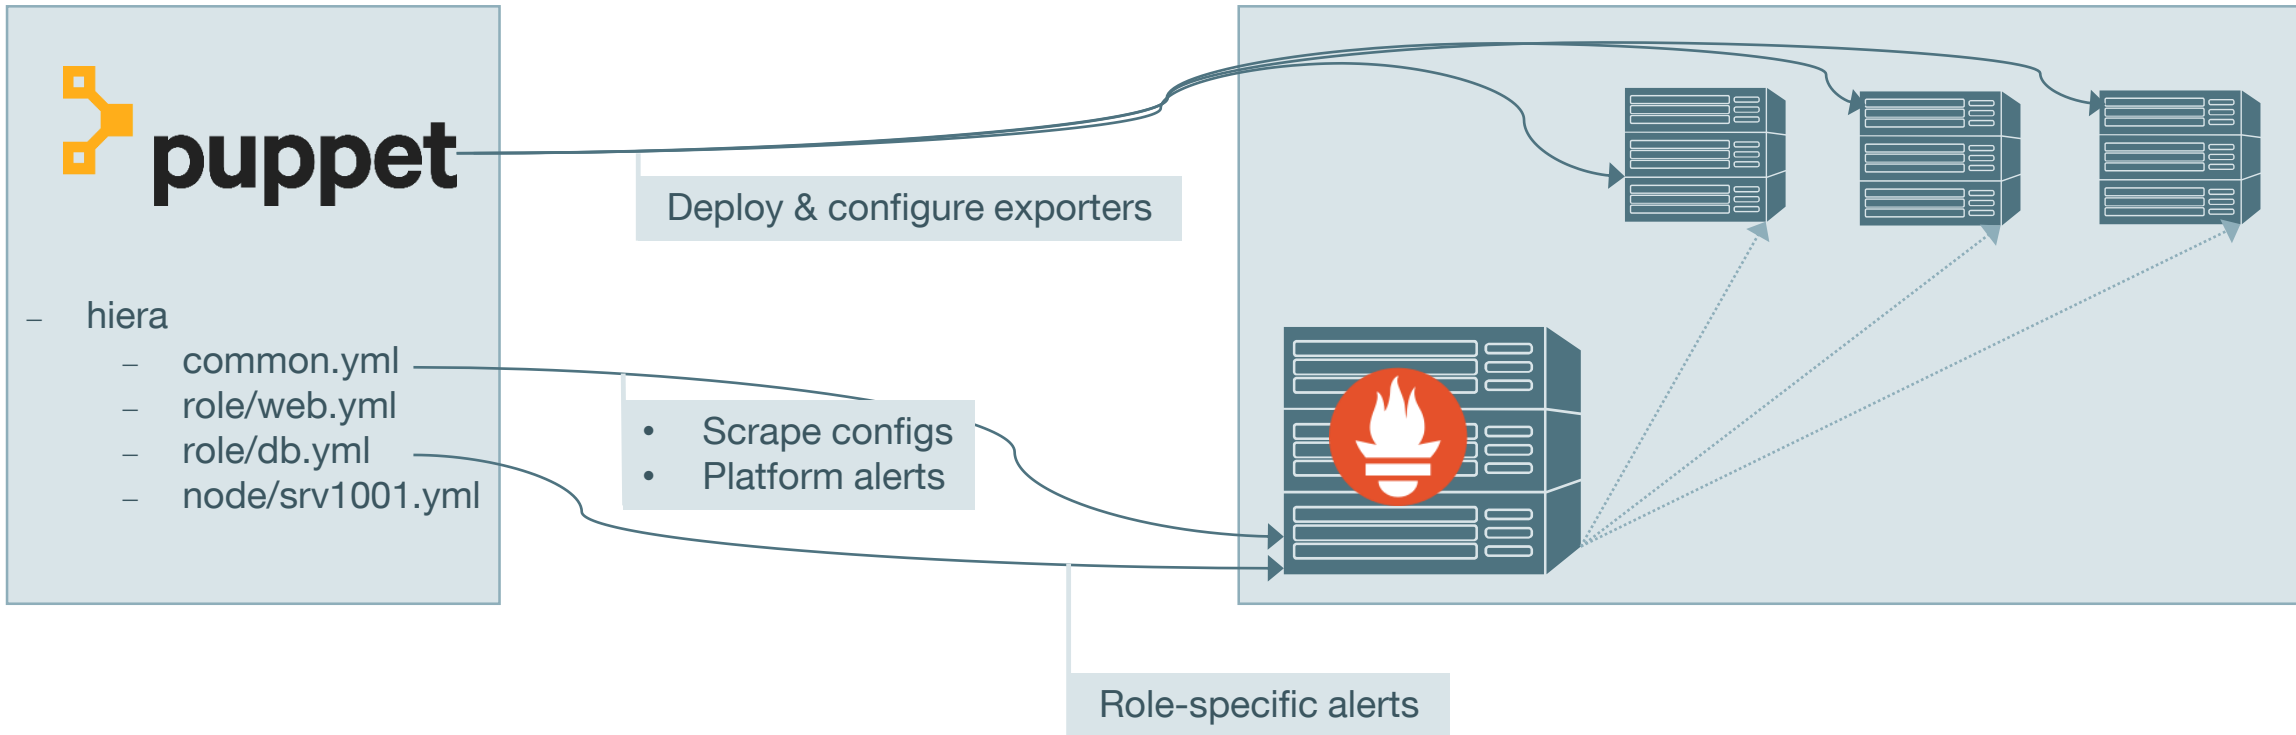 puppet
Deploy & configure exporters
– hiera
– common.yml
– role/web.yml
– role/db.yml
– node/srv1001.yml
• Scrape configs
• Platform alerts
Role-specific alerts